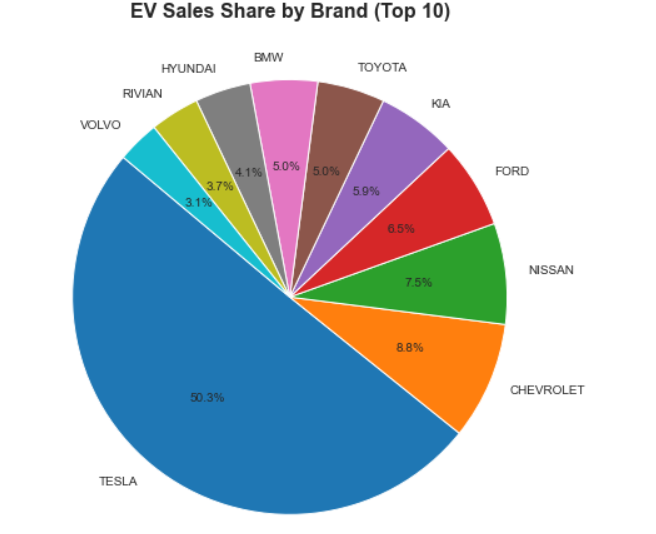 EV Sales Share by Brand (Top 10)
BMW
TOYOTA
HYUNDAI
RIVIAN
KIA
VOLVO
FORD
NISSAN
CHEVROLET
TESLA
5.0%
5.0%
4.1%
3.7%
5.9%
3.1%
6.5%
7.5%
8.8%
50.3%